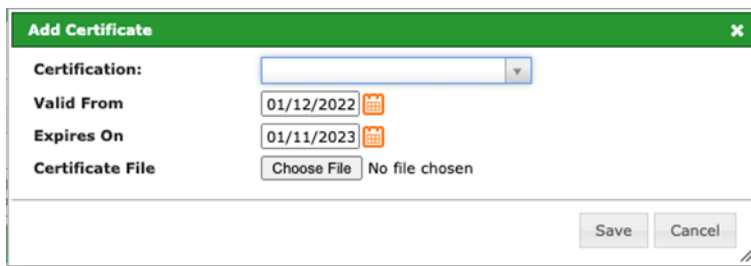 Add Certificate
Certification:
Valid From 01/12/2022
Expires On 01/11/2023
Certificate File Choose File No file chosen
Save Cancel